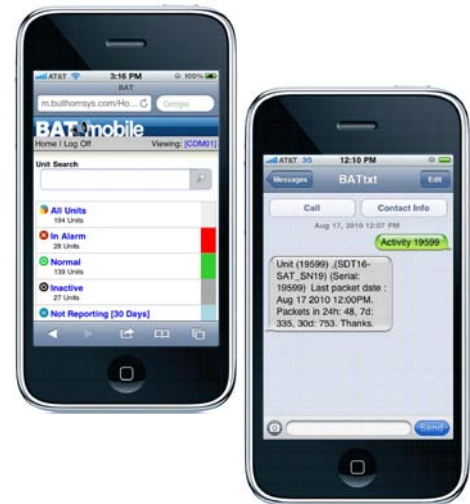 AT&T 3:16 PM 100%
BAT
m.bullhornsys.com/Ho... Google
BAT mobile
Home | Log Off Viewing: [CDM01]
Unit Search
All Units
194 Units
In Alarm
28 Units
Normal
139 Units
Inactive
27 Units
Not Reporting [30 Days]
AT&T 3G 12:10 PM
Messages BATtxt Edit
Call Contact Info
Aug 17, 2010 12:07 PM
Activity 19599
Unit (19599) ,(SDT16-
SAT_SN19) (Serial:
19599) Last packet date :
Aug 17 2010 12:00PM.
Packets in 24h: 48, 7d:
335, 30d: 753. Thanks.
Send